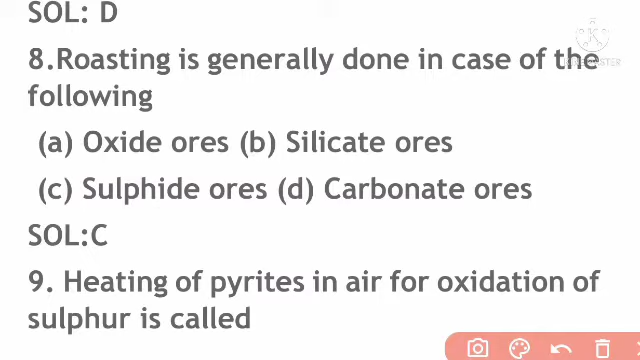 SOL: D
8.Roasting is generally done in case of the
following
(a) Oxide ores (b) Silicate ores
(c) Sulphide ores (d) Carbonate ores
SOL:C
9. Heating of pyrites in air for oxidation of
sulphur is called